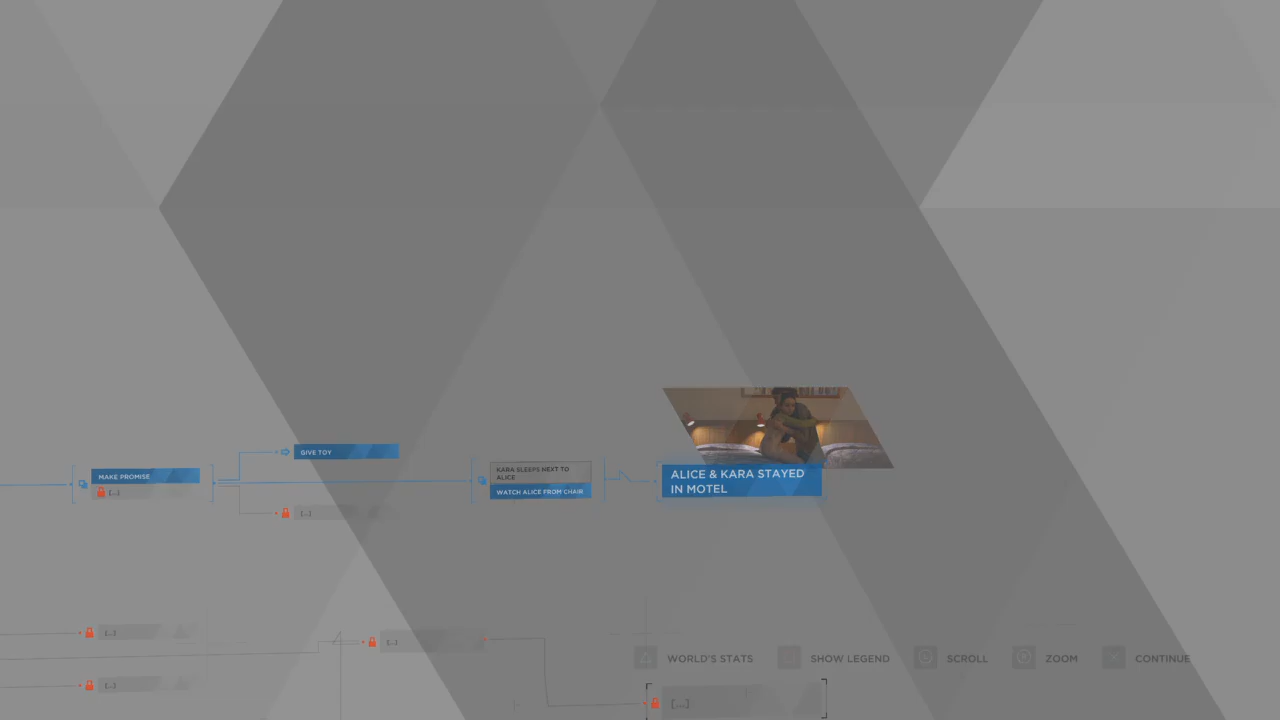 GIVE TOY
KARA SLEEPS NEXT TO
ALICE
ALICE & KARA STAYED
IN MOTEL
MAKE PROMISE
[...]
WATCH ALICE FROM CHAIR
[...]
[...]
[...]
WORLD'S STATS
SHOW LEGEND
SCROLL
ZOOM
CONTINUE
[...]
[...]